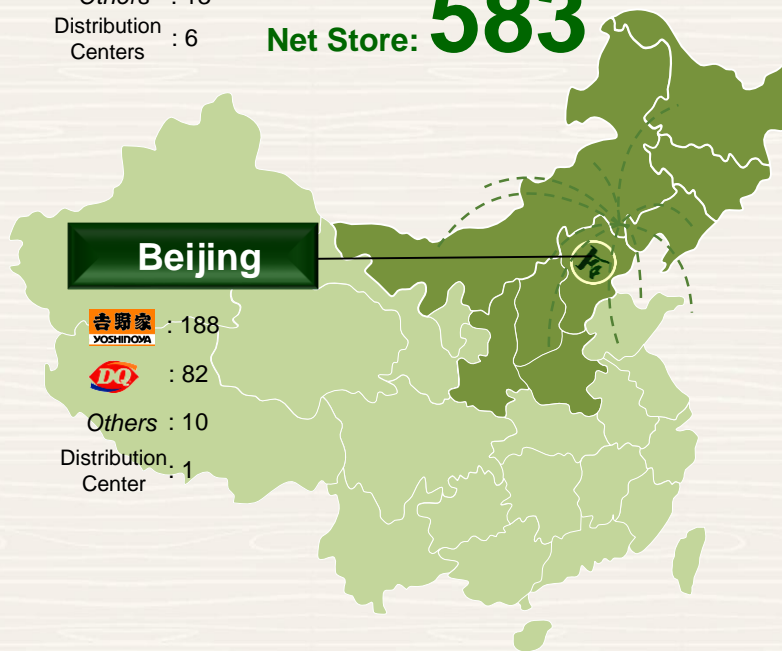 Distribution
Centers : 6
Net Store: 583
Beijing
吉野家
YOSHINOYA : 188
DQ : 82
Others : 10
Distribution
Center : 1